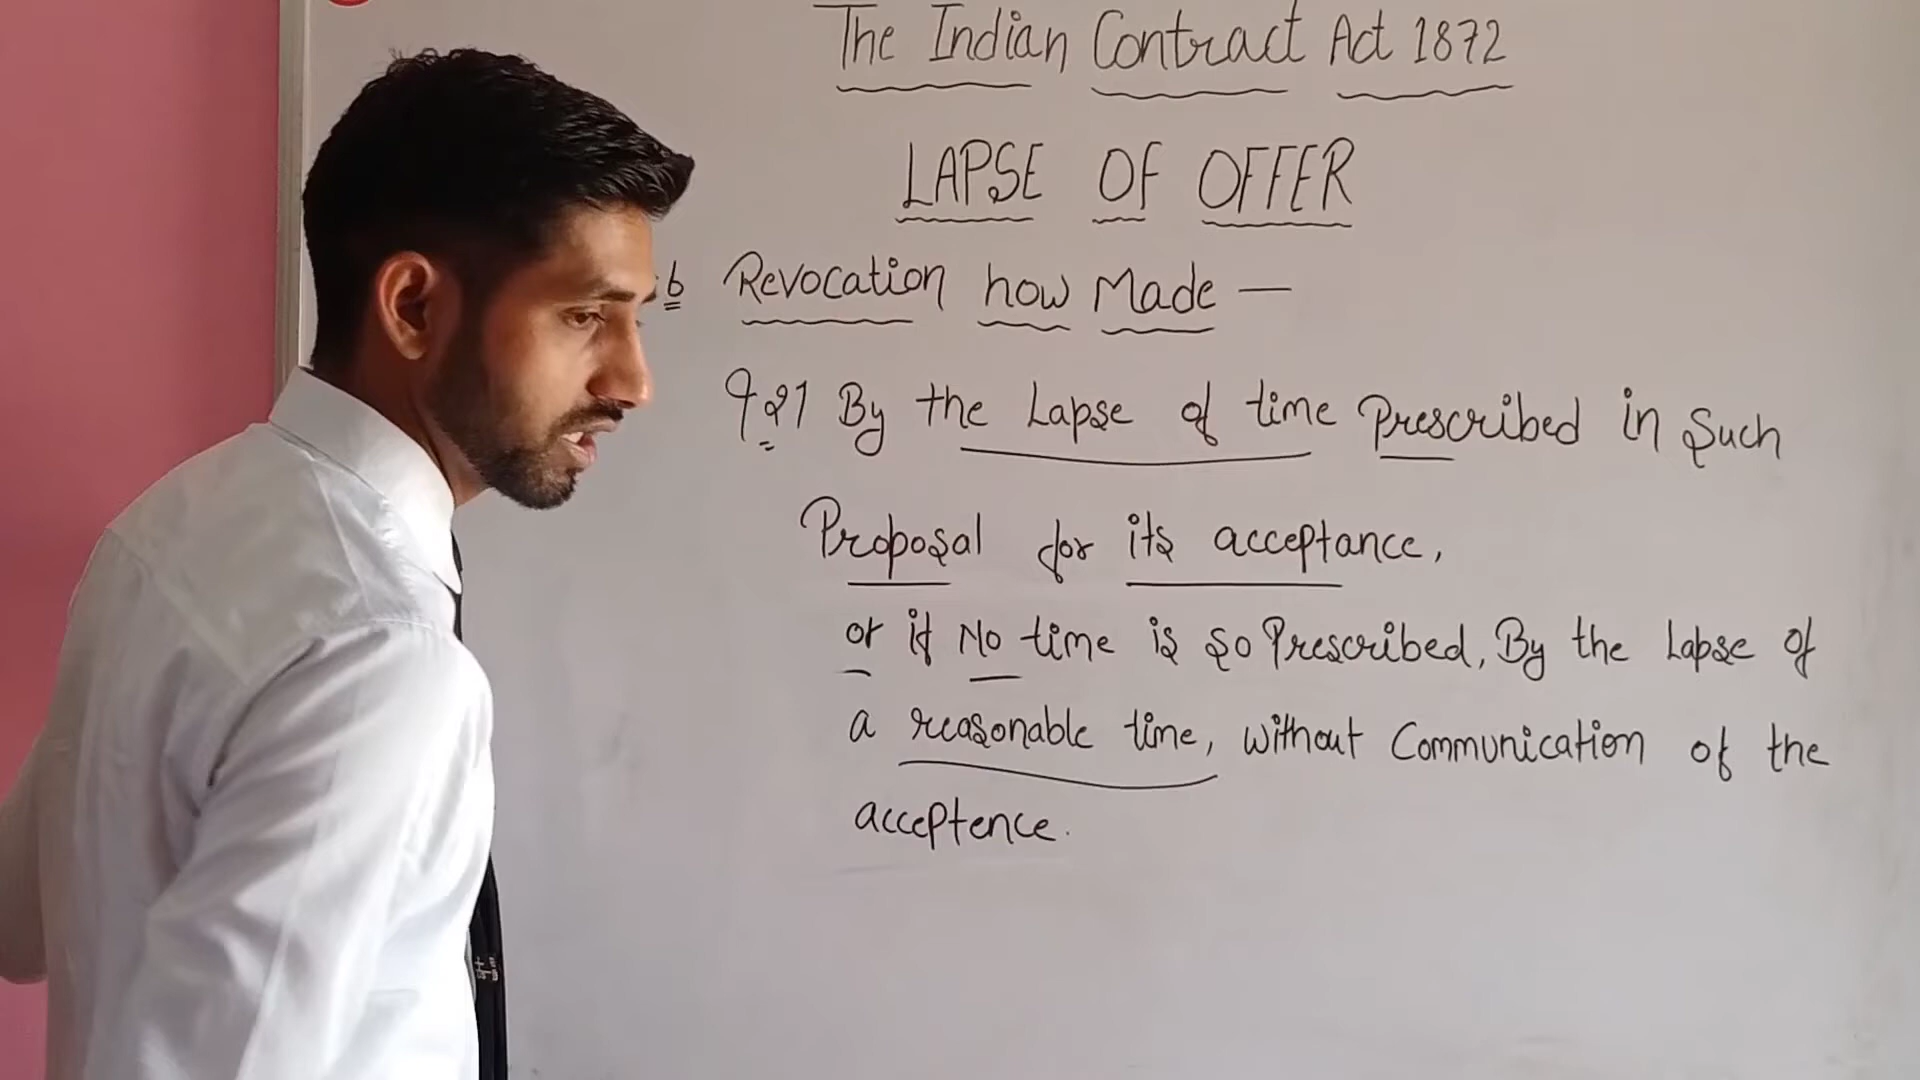 The Indian Contract Act 1872
LAPSE OF OFFER
6 Revocation how Made —
By the Lapse of time Prescribed in Such
Proposal for its acceptance,
or if No time is so Prescribed, By the Lapse of
a reasonable time, without Communication of the
acceptence.